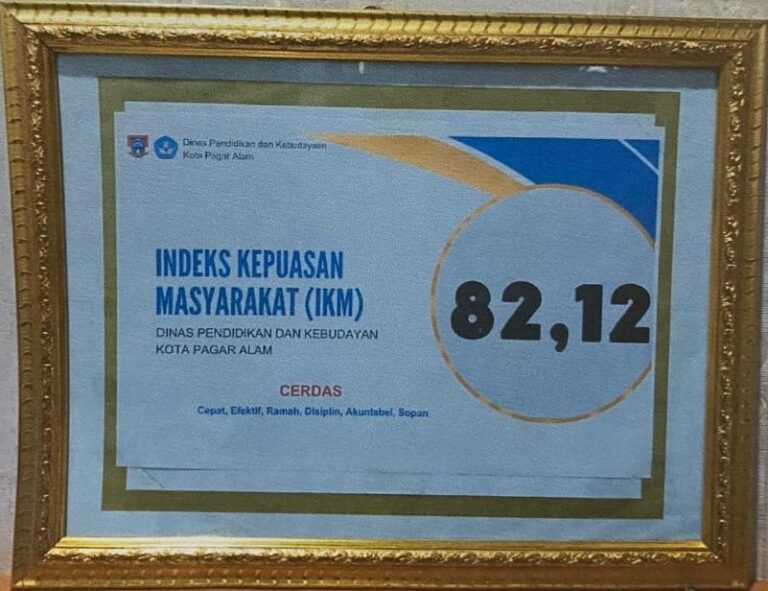 Dinas Pendidikan dan Kebudayaan
Kota Pagar Alam
INDEKS KEPUASAN
MASYARAKAT (IKM)
DINAS PENDIDIKAN DAN KEBUDAYAN
KOTA PAGAR ALAM
82,12
CERDAS
Cepat, Efektif, Ramah, Disiplin, Akuntabel, Sopan